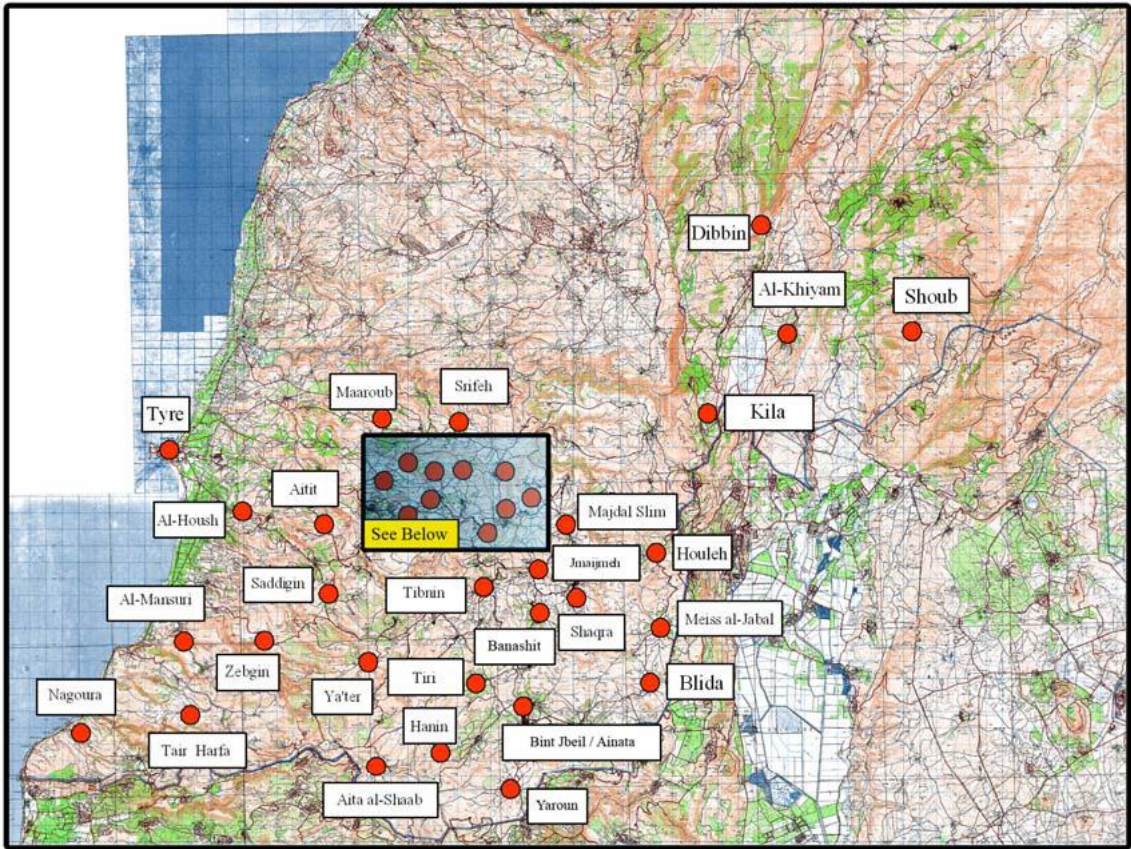 Dibbin
Al-Khiyam
Shoub
Maaroub
Srifeh
Kila
Tyre
Aitit
Al-Housh
See Below
Majdal Slim
Houleh
Jmaijmeh
Saddigin
Tibnin
Al-Mansuri
Banashit
Shaqra
Meiss al-Jabal
Zebgin
Ya'ter
Tiri
Blida
Nagoura
Hanin
Tair Harfa
Bint Jbeil / Ainata
Aita al-Shaab
Yaroun